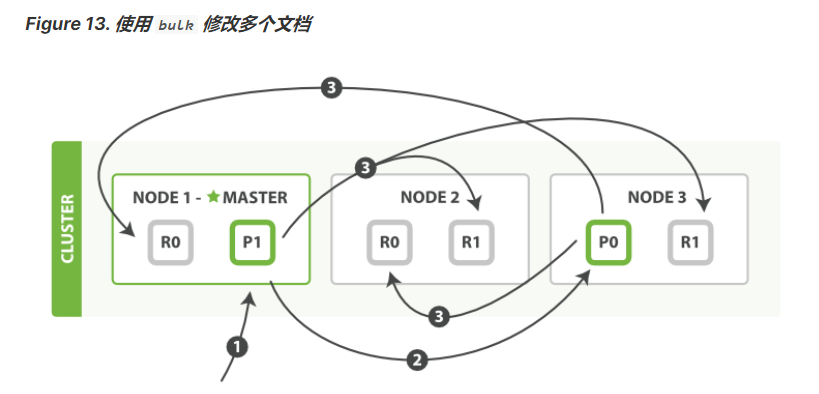 Figure 13. 使用 bulk 修改多个文档
3
3
CLUSTER
NODE 1 - ★ MASTER
R0
P1
NODE 2
R0
R1
NODE 3
P0
R1
3
1
2